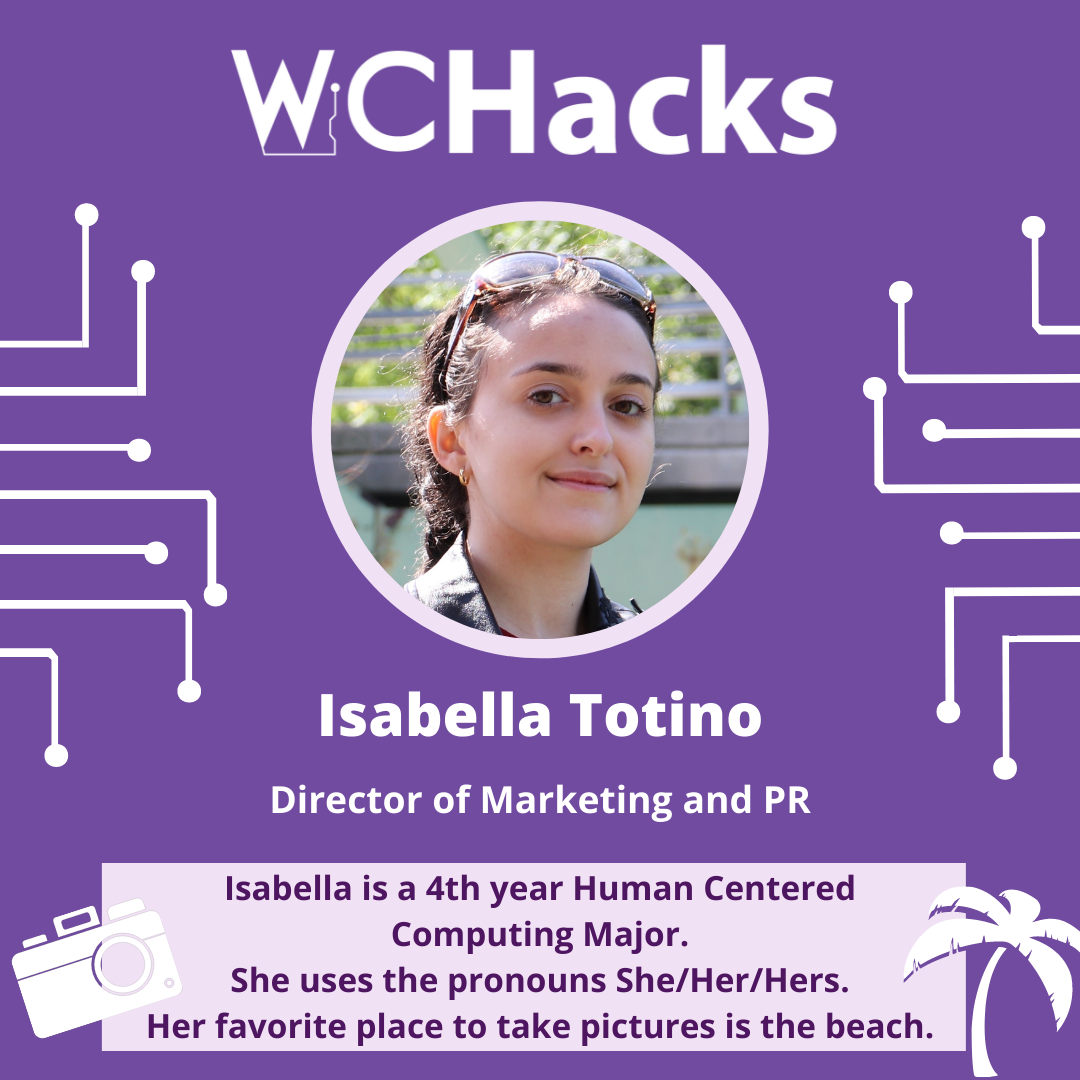 WiCHacks
Isabella Totino
Director of Marketing and PR
Isabella is a 4th year Human Centered
Computing Major.
She uses the pronouns She/Her/Hers.
Her favorite place to take pictures is the beach.